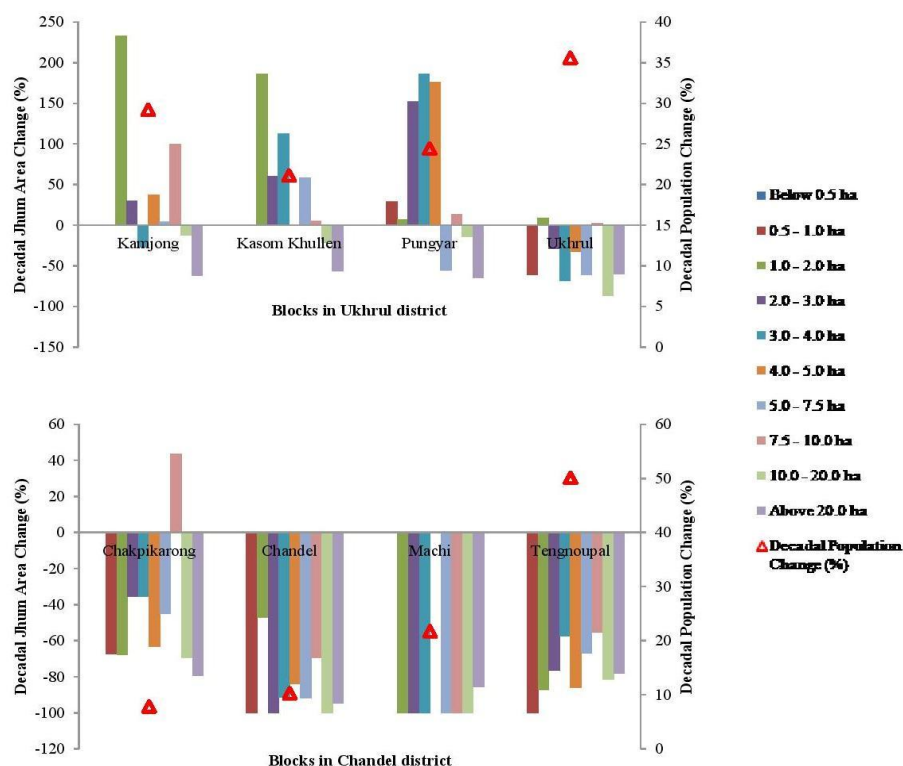 250
200
150
100
50
0
-50
-100
-150
Decadal Jhum Area Change (%)
Kamjong
Kasom Khullen
Pungyar
Ukhrul
40
35
30
25
20
15
10
5
0
Decadal Population Change (%)
Blocks in Ukhrul district
60
40
20
0
-20
-40
-60
-80
-100
-120
Decadal Jhum Area Change (%)
Chakpikarong
Chandel
Machi
Tengnoupal
60
50
40
30
20
10
0
Decadal Population Change (%)
Blocks in Chandel district
Below 0.5 ha
0.5 - 1.0 ha
1.0 - 2.0 ha
2.0 - 3.0 ha
3.0 - 4.0 ha
4.0 - 5.0 ha
5.0 - 7.5 ha
7.5 - 10.0 ha
10.0 - 20.0 ha
Above 20.0 ha
Decadal Population
Change (%)